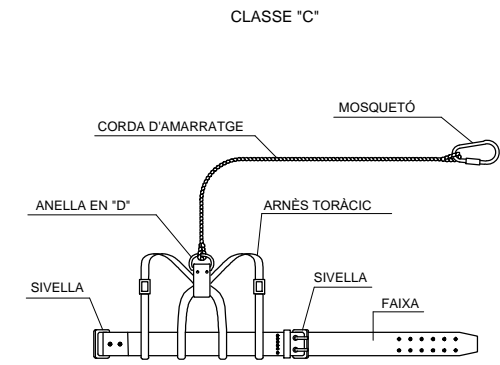 CLASSE "C"
MOSQUETÓ
CORDA D'AMARRATGE
ANELLA EN "D"
ARNÈS TORÀCIC
SIVELLA
SIVELLA
FAIXA